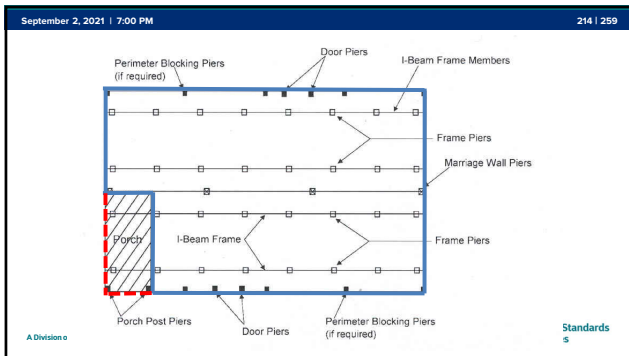 September 2, 2021 | 7:00 PM
214 | 259
Door Piers
Perimeter Blocking Piers
(if required)
I-Beam Frame Members
Frame Piers
Marriage Wall Piers
Porch
I-Beam Frame
Frame Piers
Porch Post Piers
Door Piers
Perimeter Blocking Piers
(if required)
Standards
A Division o
s